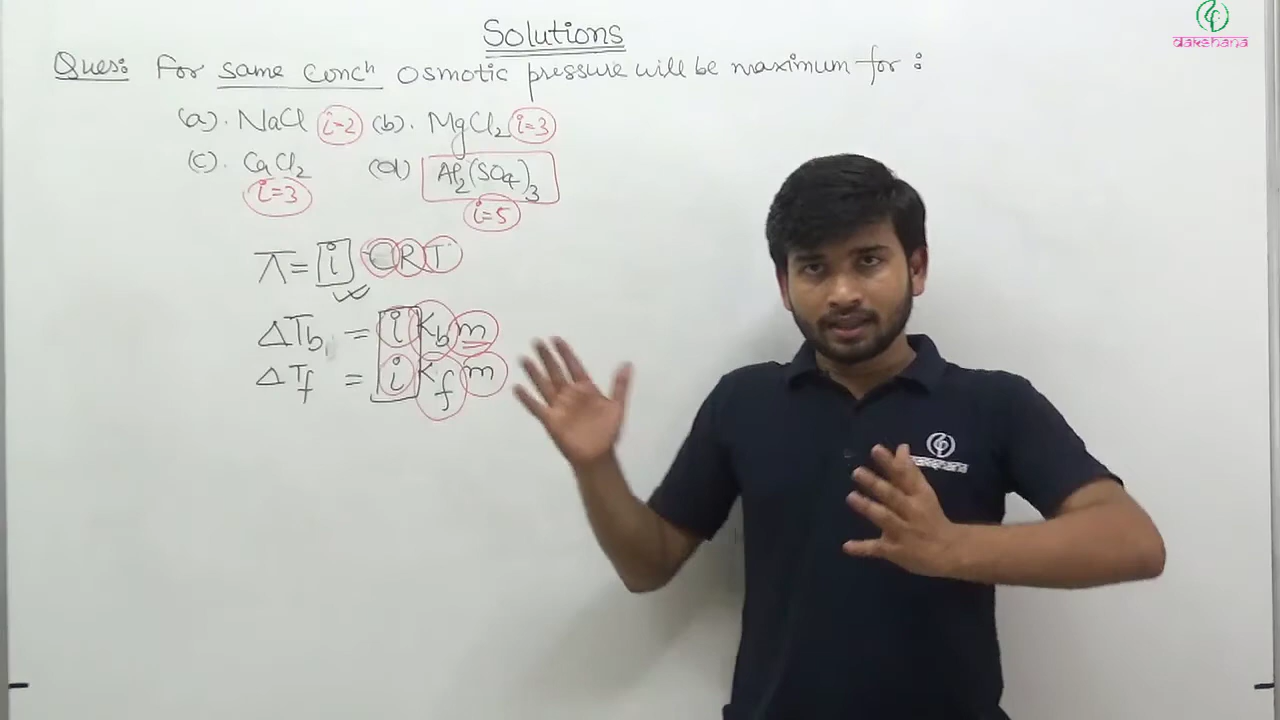 Solutions
dakshana
Ques: For same concn osmotic pressure will be maximum for :
(a). NaCl i=2 (b). MgCl2 i=3
(c). CaCl2 (d) Al2(SO4)3
i=3 i=5
π = i CRT
ΔTb = i Kb m
ΔTf = i Kf m
dakshana